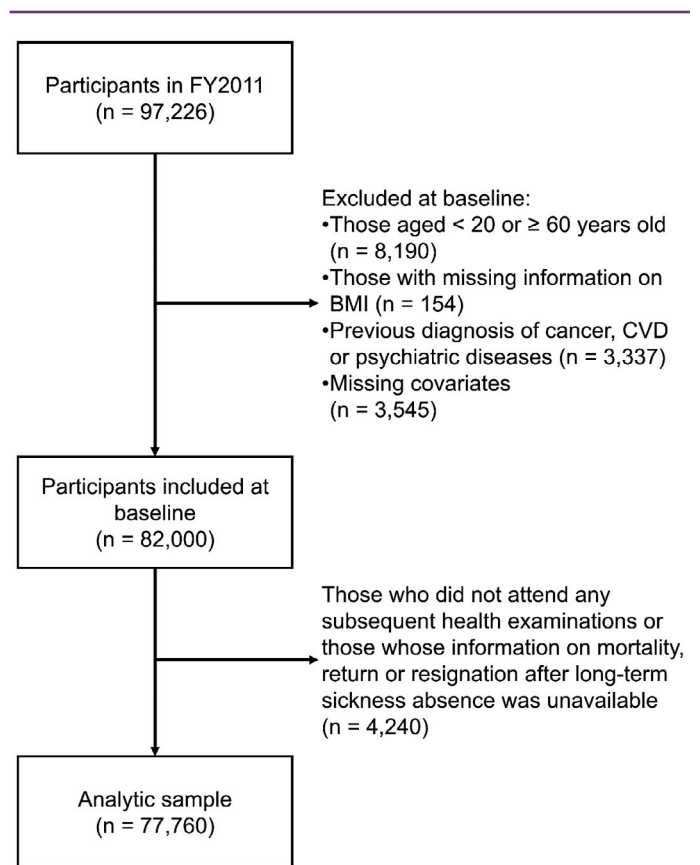 Participants in FY2011
(n = 97,226)
Excluded at baseline:
•Those aged < 20 or ≥ 60 years old
(n = 8,190)
•Those with missing information on
BMI (n = 154)
•Previous diagnosis of cancer, CVD
or psychiatric diseases (n = 3,337)
•Missing covariates
(n = 3,545)
Participants included at
baseline
(n = 82,000)
Those who did not attend any
subsequent health examinations or
those whose information on mortality,
return or resignation after long-term
sickness absence was unavailable
(n = 4,240)
Analytic sample
(n = 77,760)